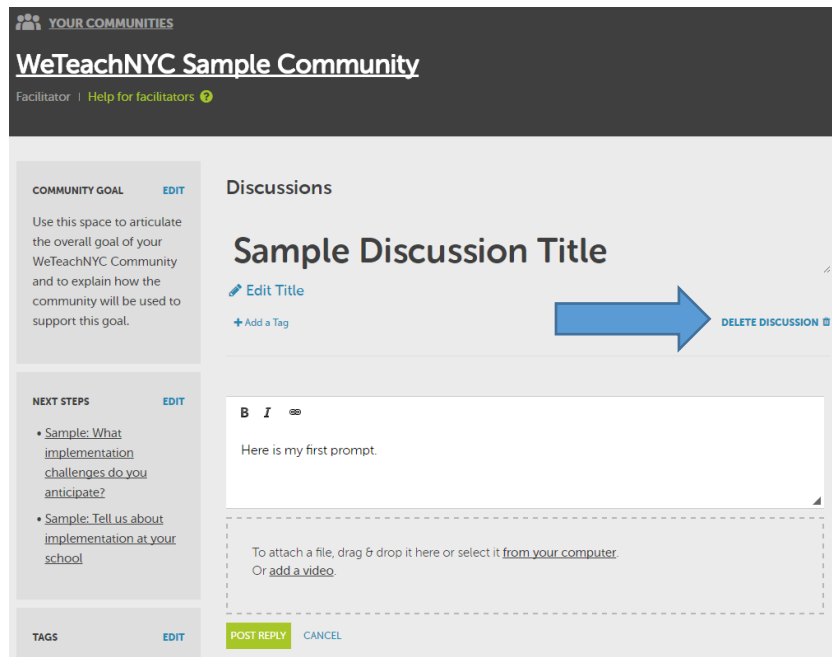 YOUR COMMUNITIES
WeTeachNYC Sample Community
Facilitator | Help for facilitators ?
COMMUNITY GOAL EDIT
Use this space to articulate
the overall goal of your
WeTeachNYC Community
and to explain how the
community will be used to
support this goal.
NEXT STEPS EDIT
• Sample: What
implementation
challenges do you
anticipate?
• Sample: Tell us about
implementation at your
school
TAGS EDIT
Discussions
Sample Discussion Title
Edit Title
+ Add a Tag
DELETE DISCUSSION
B I
Here is my first prompt.
To attach a file, drag & drop it here or select it from your computer.
Or add a video.
POST REPLY CANCEL